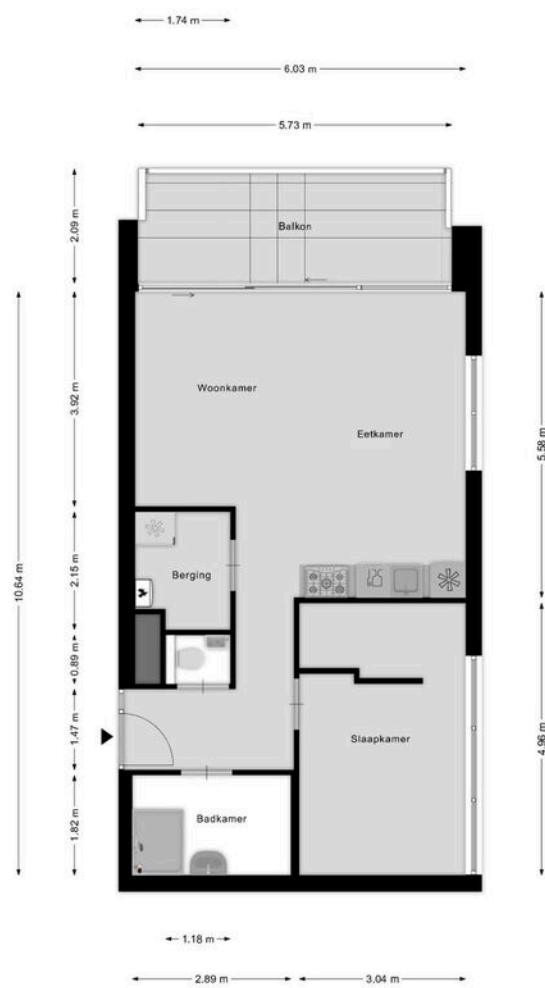 1.74 m
6.03 m
5.73 m
2.09 m
Balkon
3.92 m
Woonkamer
Eetkamer
5.58 m
10.64 m
2.15 m
Berging
0.89 m
1.47 m
Slaapkamer
4.96 m
1.82 m
Badkamer
1.18 m
2.89 m
3.04 m